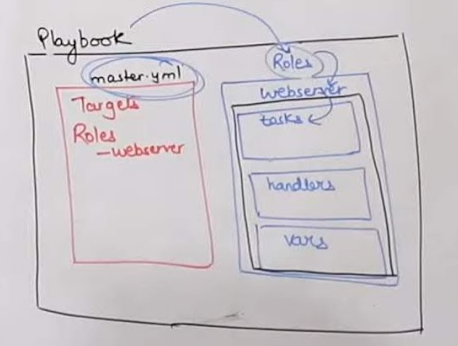 Playbook
master.yml
Targets
Roles
-webserver
Roles
webserver
tasks
handlers
vars